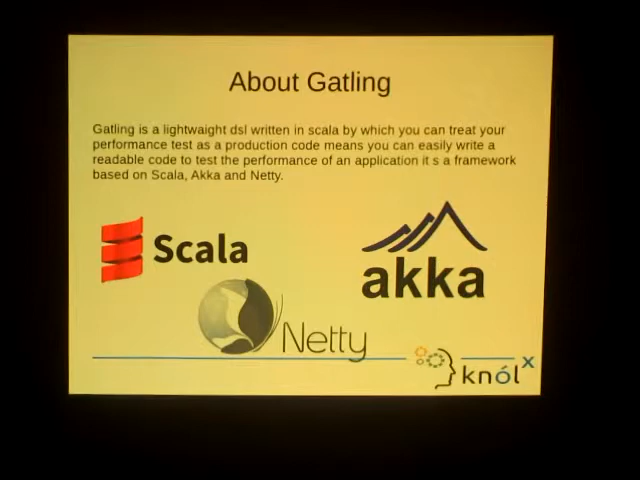 About Gatling
Gatling is a lightweight dsl written in scala by which you can treat your
performance test as a production code means you can easily write a
readable code to test the performance of an application it s a framework
based on Scala, Akka and Netty.
Scala
akka
Netty
knólx